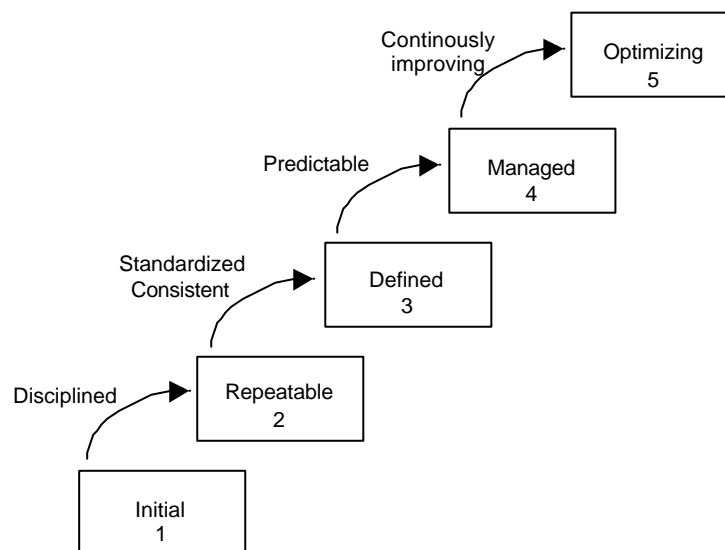 Continously
improving
Optimizing
5
Predictable
Managed
4
Standardized
Consistent
Defined
3
Disciplined
Repeatable
2
Initial
1